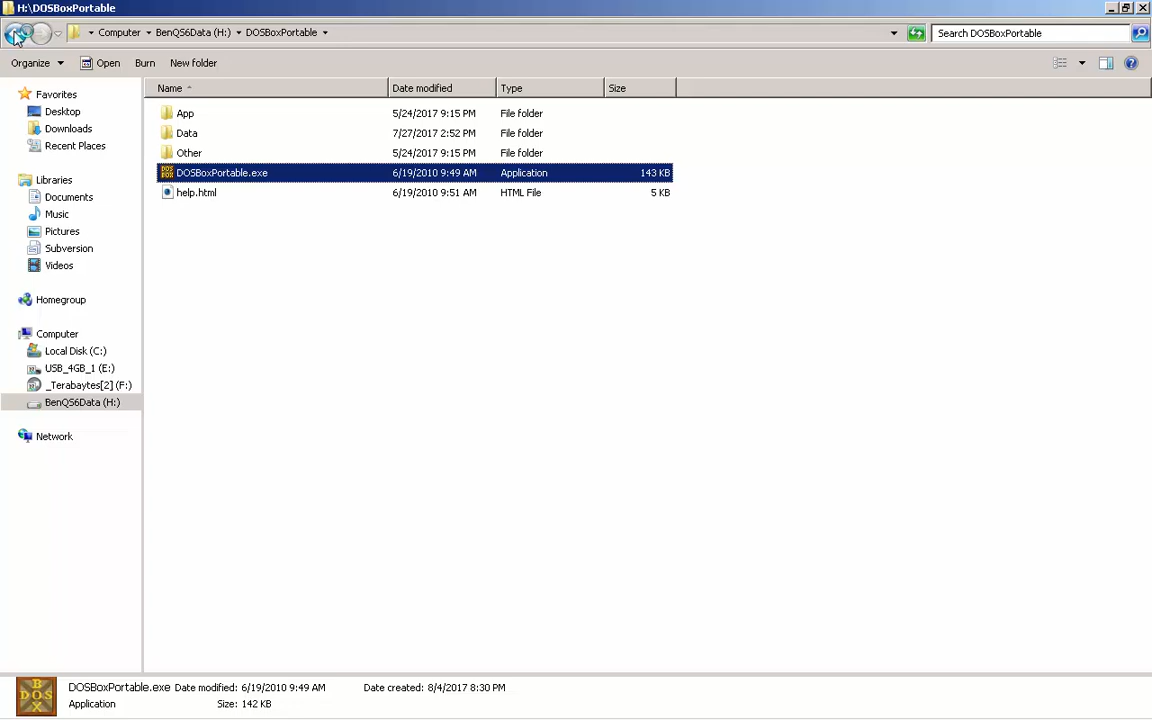 H:\DOSBoxPortable
Computer BenQS6Data (H:) DOSBoxPortable Search DOSBoxPortable
Organize Open Burn New folder
Name Date modified Type Size
Favorites
Desktop
Downloads
Recent Places
Libraries
Documents
Music
Pictures
Subversion
Videos
Homegroup
Computer
Local Disk (C:)
USB_4GB_1 (E:)
_Terabytes[2] (F:)
BenQS6Data (H:)
Network
App 5/24/2017 9:15 PM File folder
Data 7/27/2017 2:52 PM File folder
Other 5/24/2017 9:15 PM File folder
DOSBoxPortable.exe 6/19/2010 9:49 AM Application 143 KB
help.html 6/19/2010 9:51 AM HTML File 5 KB
DOSBoxPortable.exe Date modified: 6/19/2010 9:49 AM Date created: 8/4/2017 8:30 PM
Application Size: 142 KB